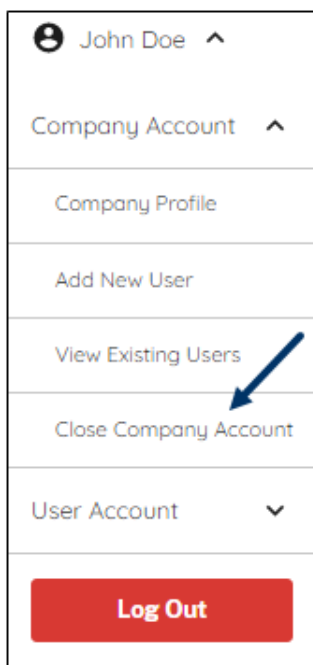 John Doe
Company Account
Company Profile
Add New User
View Existing Users
Close Company Account
User Account
Log Out